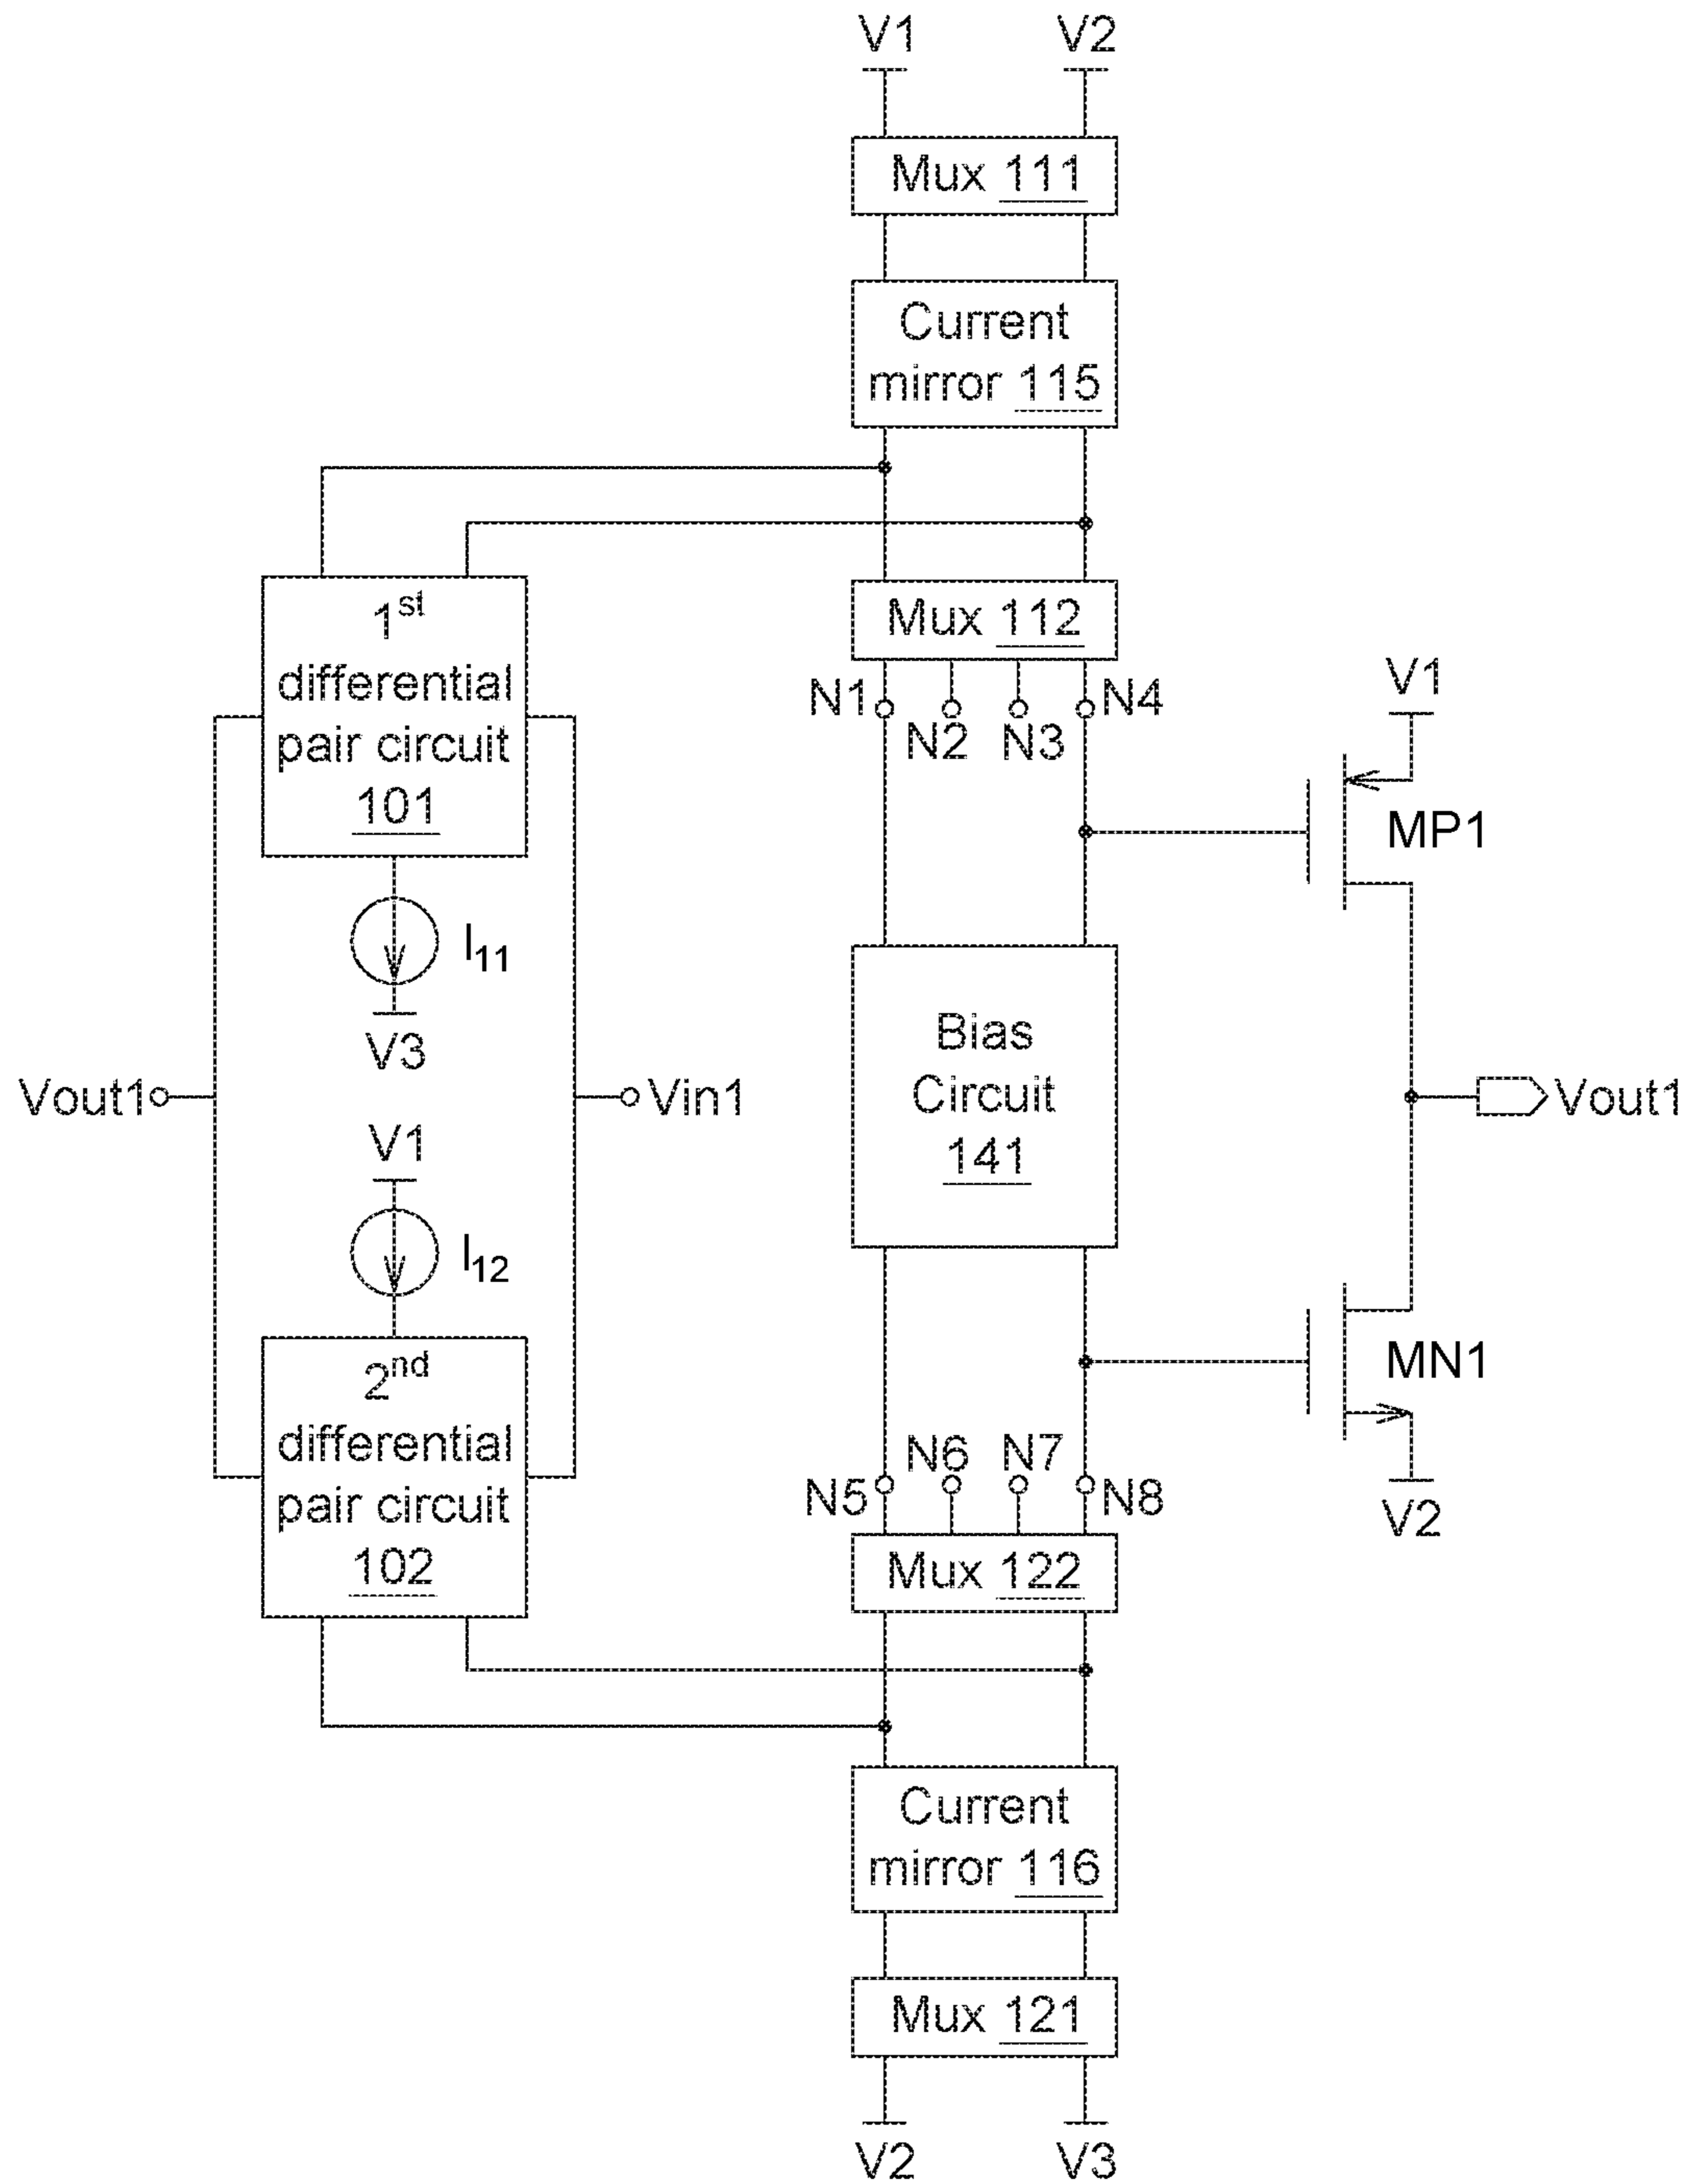 V1 V2
Mux 111
Current
mirror 115
1st
differential
pair circuit
101
Mux 112
N1 N4
N2 N3
V1
MP1
I11
V3
Bias
Circuit
141
Vout1 Vin1 Vout1
V1
I12
2nd
differential
pair circuit
102
MN1
N6 N7
N5 N8
V2
Mux 122
Current
mirror 116
Mux 121
V2 V3